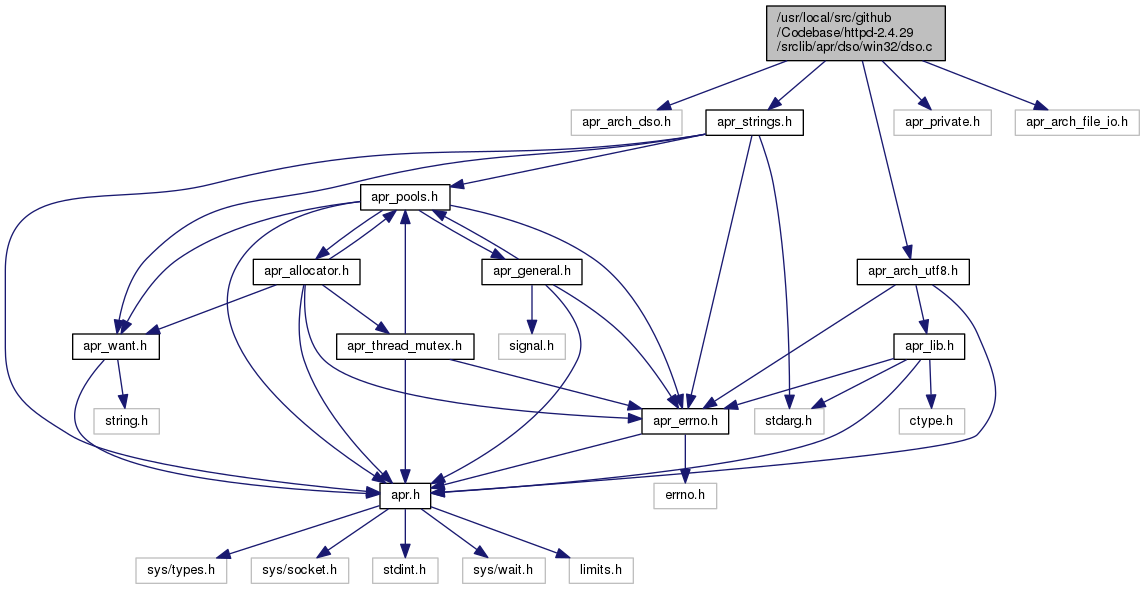 /usr/local/src/github
/Codebase/httpd-2.4.29
/srclib/apr/dso/win32/dso.c
apr_arch_dso.h
apr_strings.h
apr_private.h
apr_arch_file_io.h
apr_pools.h
apr_allocator.h
apr_general.h
apr_arch_utf8.h
apr_want.h
apr_thread_mutex.h
signal.h
apr_lib.h
string.h
apr_errno.h
stdarg.h
ctype.h
apr.h
errno.h
sys/types.h
sys/socket.h
stdint.h
sys/wait.h
limits.h